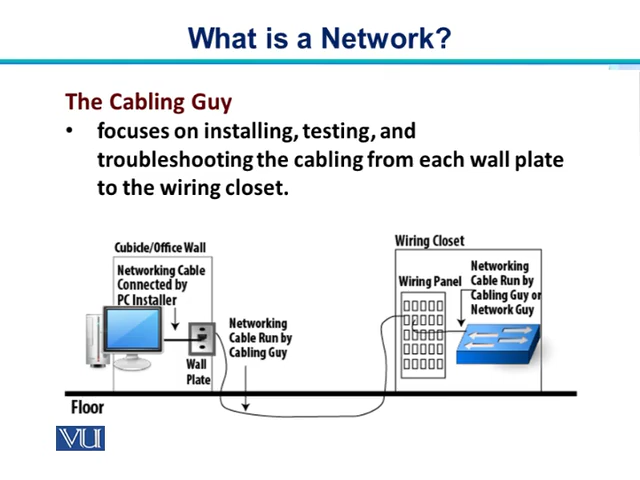 What is a Network?
The Cabling Guy
• focuses on installing, testing, and
troubleshooting the cabling from each wall plate
to the wiring closet.
Cubicle/Office Wall
Networking Cable
Connected by
PC Installer
Wall
Plate
Networking
Cable Run by
Cabling Guy
Wiring Closet
Wiring Panel
Networking
Cable Run by
Cabling Guy or
Network Guy
Floor
VU